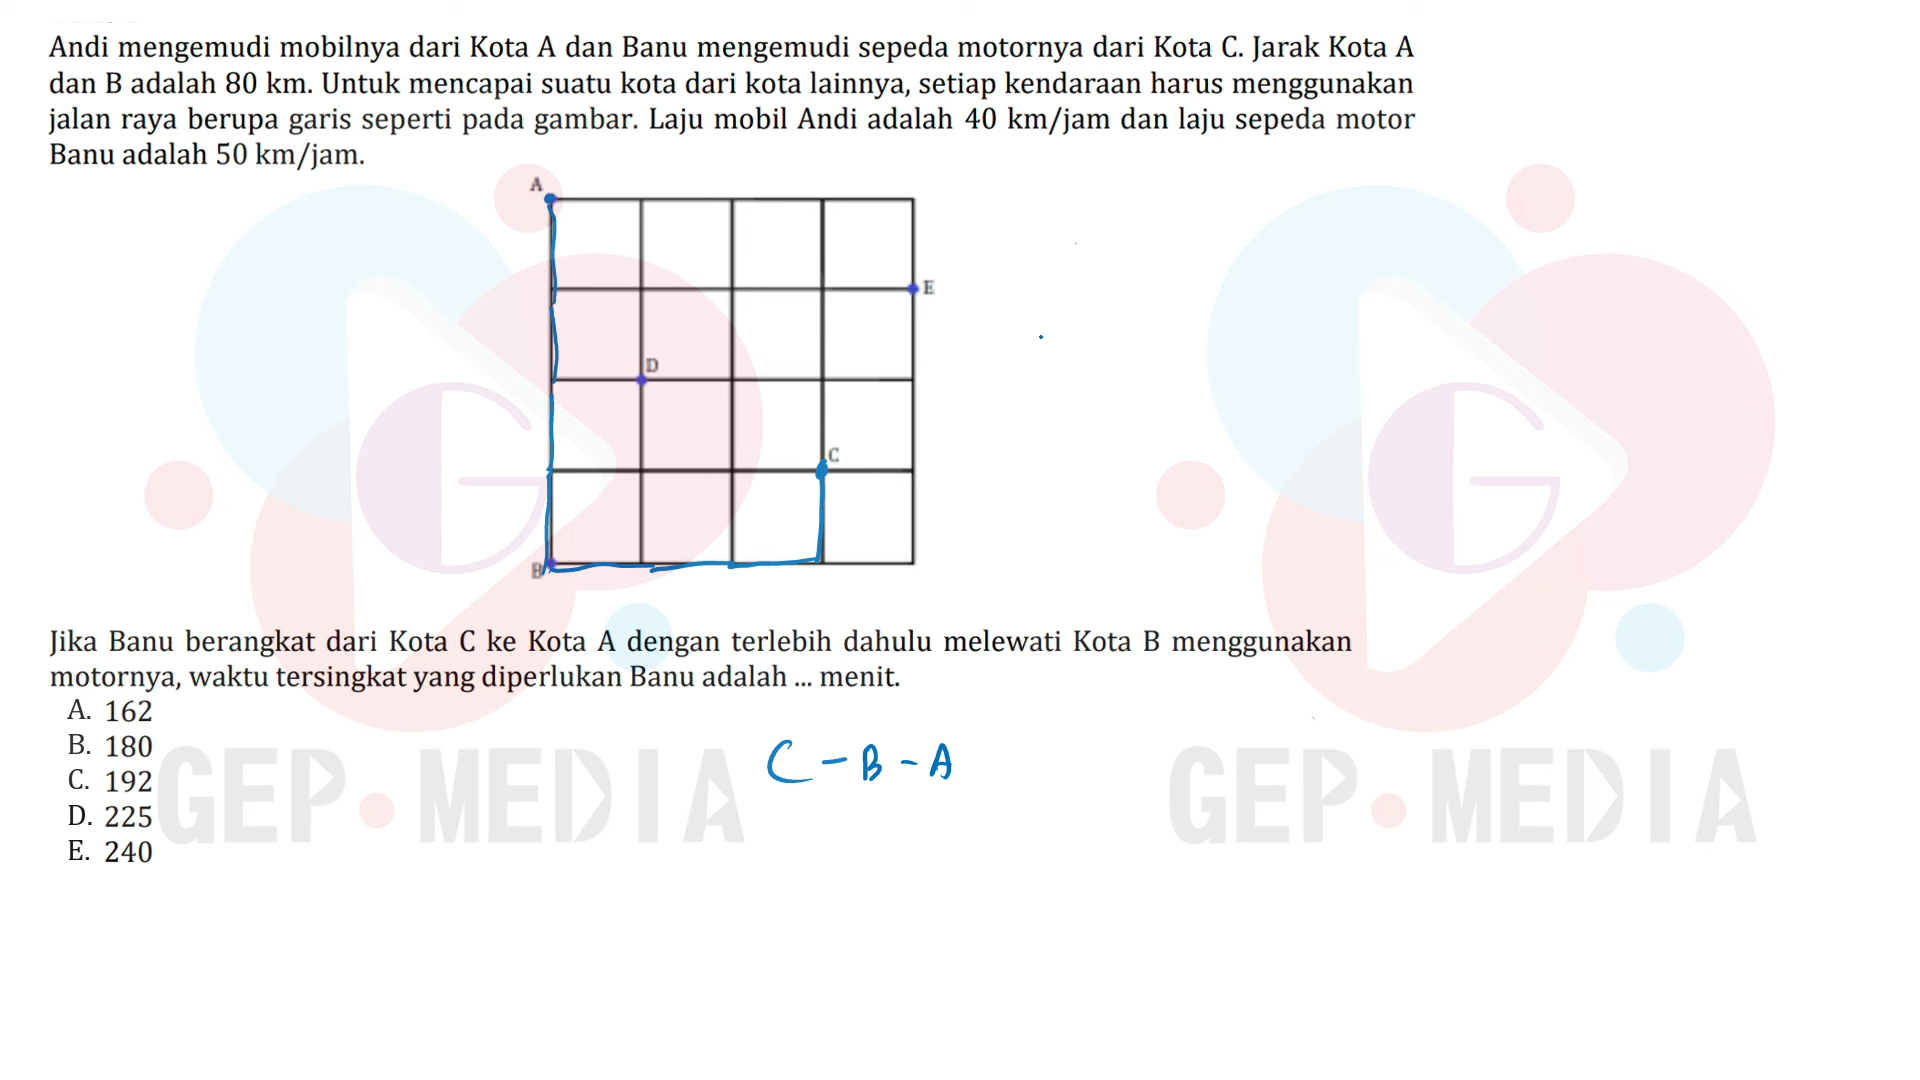 Andi mengemudi mobilnya dari Kota A dan Banu mengemudi sepeda motornya dari Kota C. Jarak Kota A
dan B adalah 80 km. Untuk mencapai suatu kota dari kota lainnya, setiap kendaraan harus menggunakan
jalan raya berupa garis seperti pada gambar. Laju mobil Andi adalah 40 km/jam dan laju sepeda motor
Banu adalah 50 km/jam.
A
E
D
C
B
Jika Banu berangkat dari Kota C ke Kota A dengan terlebih dahulu melewati Kota B menggunakan
motornya, waktu tersingkat yang diperlukan Banu adalah ... menit.
A. 162
B. 180
C. 192
D. 225
E. 240
C - B - A
GEP MEDIA
GEP MEDIA